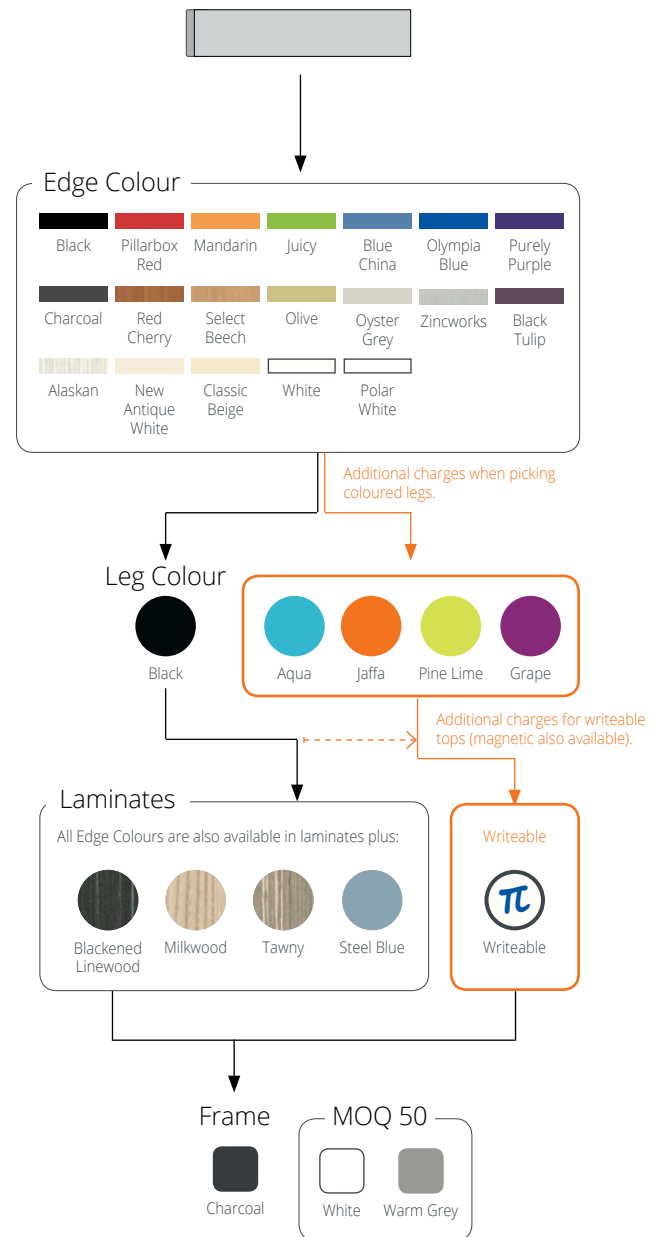 Edge Colour
Black
Pillarbox
Red
Mandarin
Juicy
Blue
China
Olympia
Blue
Purely
Purple
Charcoal
Red
Cherry
Select
Beech
Olive
Oyster
Grey
Zincworks
Black
Tulip
Alaskan
New
Antique
White
Classic
Beige
White
Polar
White
Additional charges when picking
coloured legs.
Leg Colour
Black
Aqua
Jaffa
Pine Lime
Grape
Additional charges for writeable
tops (magnetic also available).
Laminates
All Edge Colours are also available in laminates plus:
Blackened
Linewood
Milkwood
Tawny
Steel Blue
Writeable
π
Writeable
Frame
Charcoal
MOQ 50
White
Warm Grey